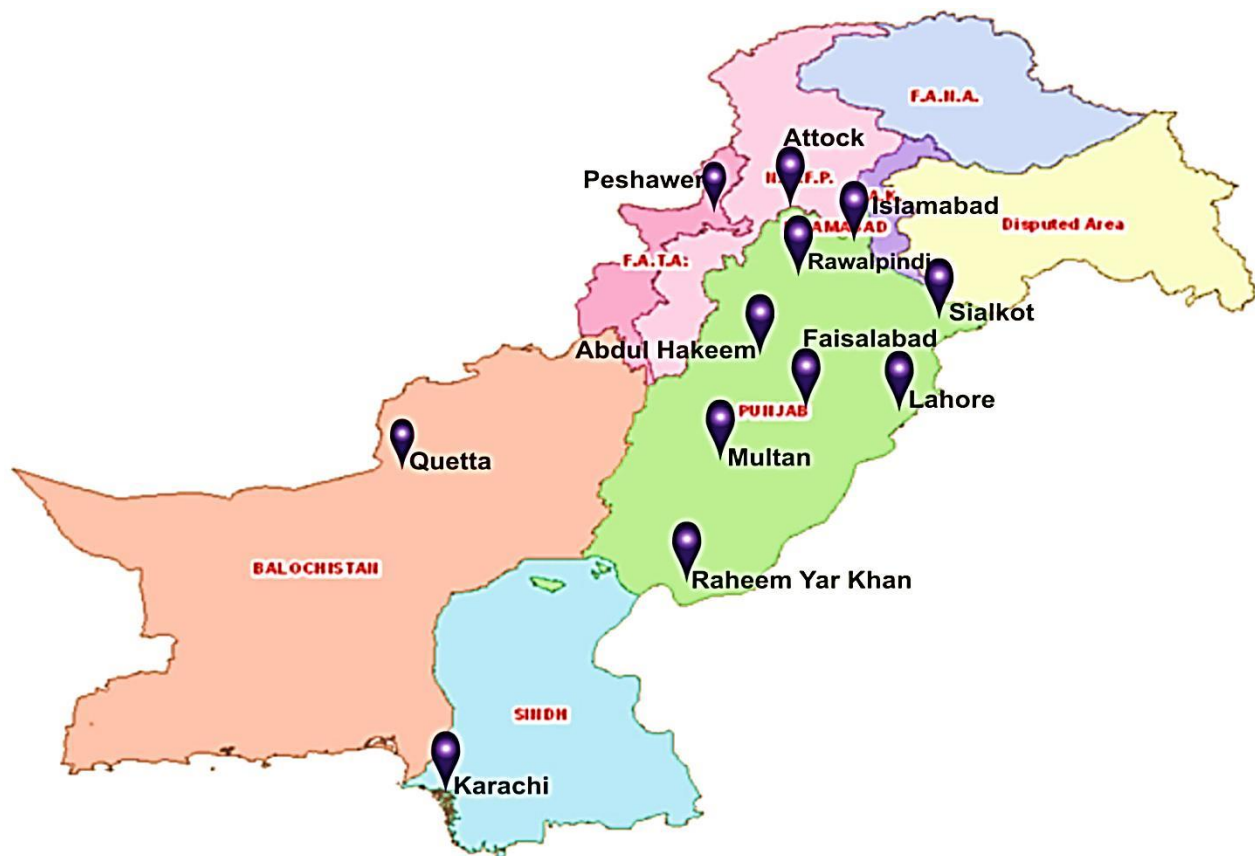 F.A.N.A.
Attock
Peshawer
Islamabad
Disputed Area
F.A.T.A:
Rawalpindi
Sialkot
Abdul Hakeem
Faisalabad
Lahore
PUNJAB
Multan
Quetta
BALOCHISTAN
Raheem Yar Khan
SINDH
Karachi